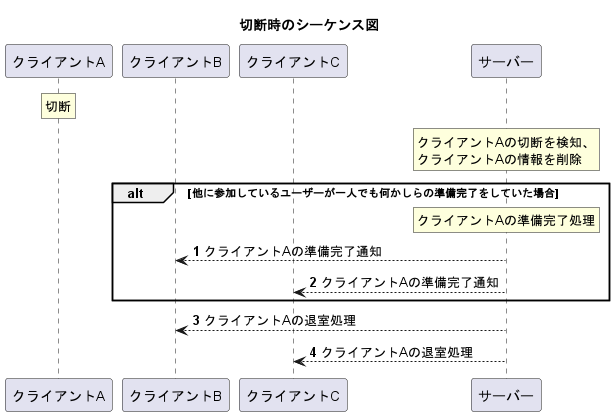 切断時のシーケンス図
クライアントA クライアントB クライアントC サーバー
切断
クライアントAの切断を検知、
クライアントAの情報を削除
alt [他に参加しているユーザーが一人でも何かしらの準備完了をしていた場合]
クライアントAの準備完了処理
1 クライアントAの準備完了通知
2 クライアントAの準備完了通知
3 クライアントAの退室処理
4 クライアントAの退室処理
クライアントA クライアントB クライアントC サーバー